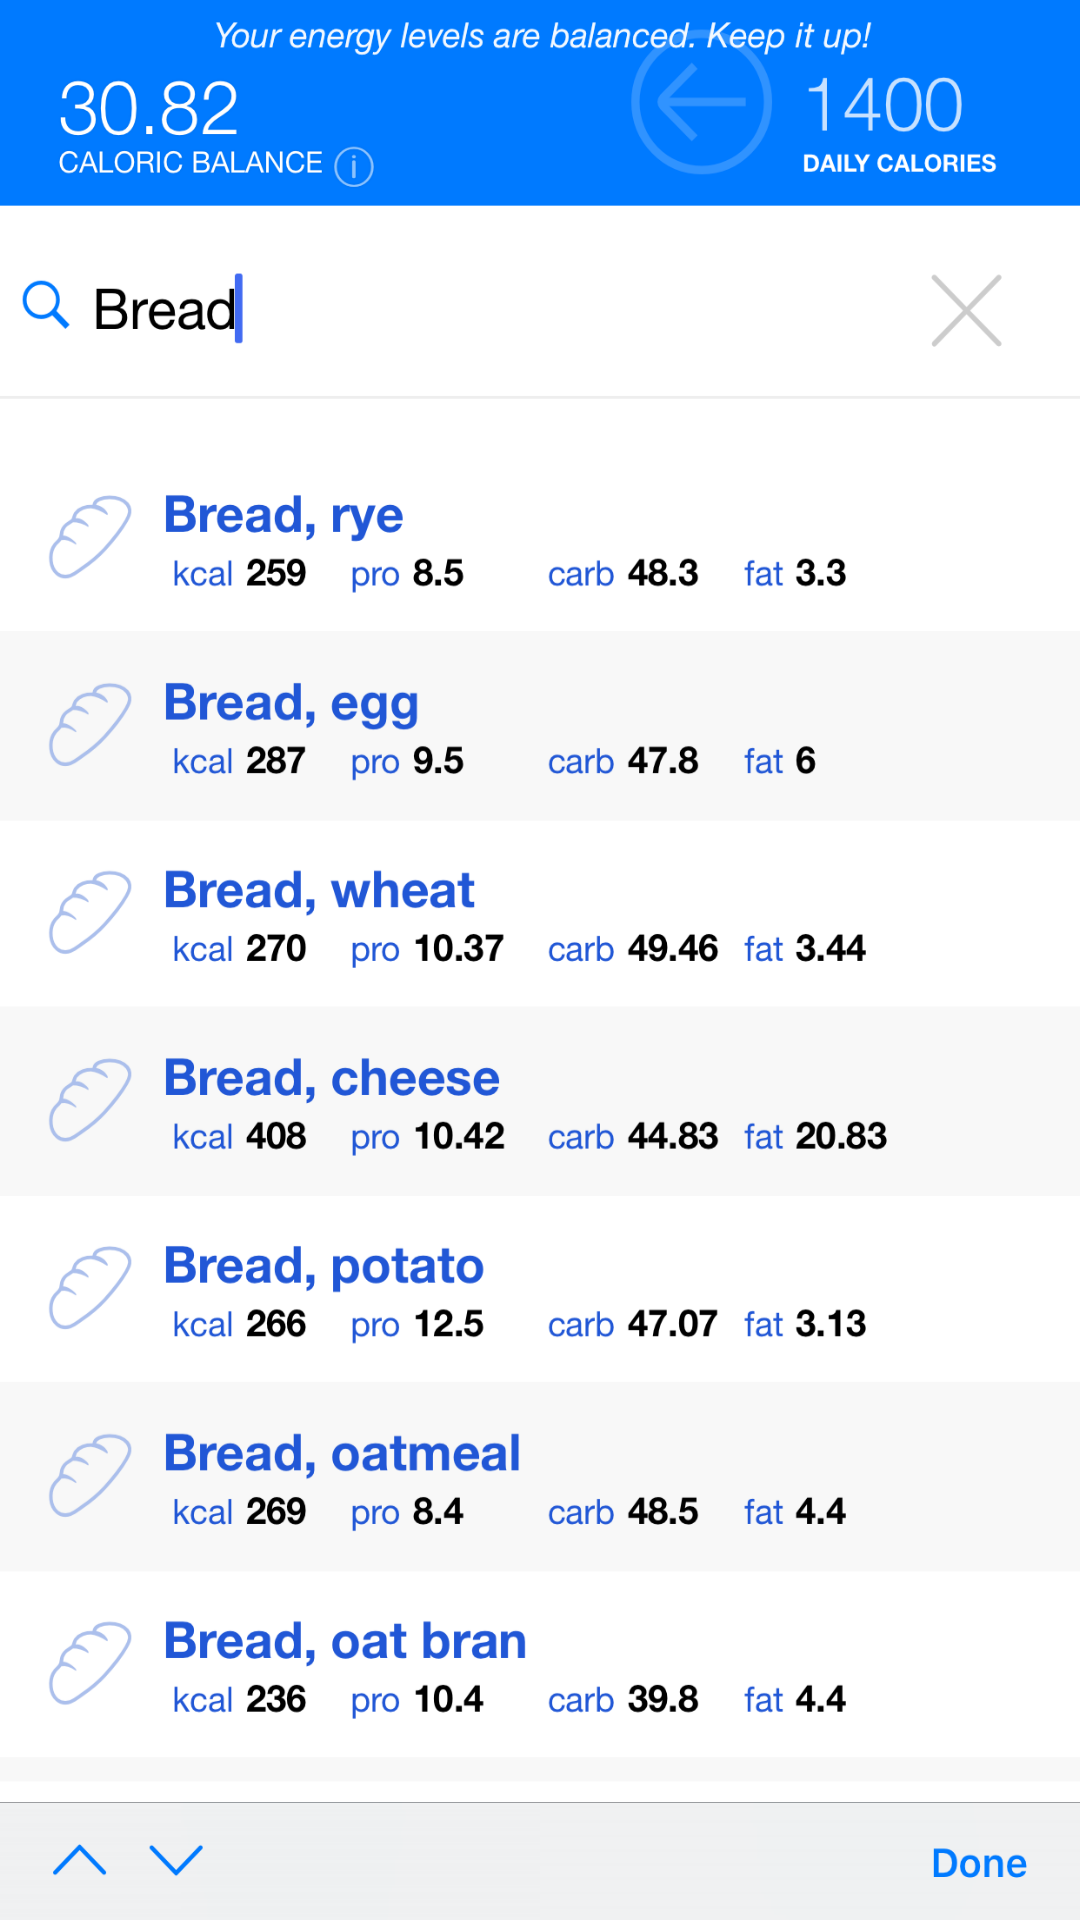 Your energy levels are balanced. Keep it up!
30.82
CALORIC BALANCE i
1400
DAILY CALORIES
Bread
Bread, rye
kcal 259 pro 8.5 carb 48.3 fat 3.3
Bread, egg
kcal 287 pro 9.5 carb 47.8 fat 6
Bread, wheat
kcal 270 pro 10.37 carb 49.46 fat 3.44
Bread, cheese
kcal 408 pro 10.42 carb 44.83 fat 20.83
Bread, potato
kcal 266 pro 12.5 carb 47.07 fat 3.13
Bread, oatmeal
kcal 269 pro 8.4 carb 48.5 fat 4.4
Bread, oat bran
kcal 236 pro 10.4 carb 39.8 fat 4.4
Done